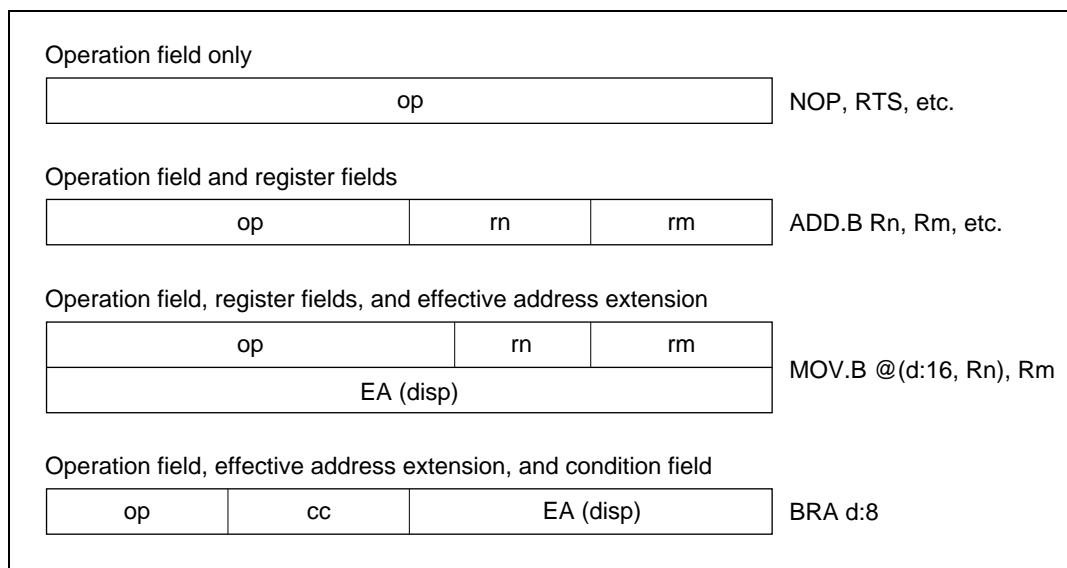 Operation field only
op NOP, RTS, etc.
Operation field and register fields
op rn rm ADD.B Rn, Rm, etc.
Operation field, register fields, and effective address extension
op rn rm
EA (disp)
MOV.B @(d:16, Rn), Rm
Operation field, effective address extension, and condition field
op cc EA (disp) BRA d:8